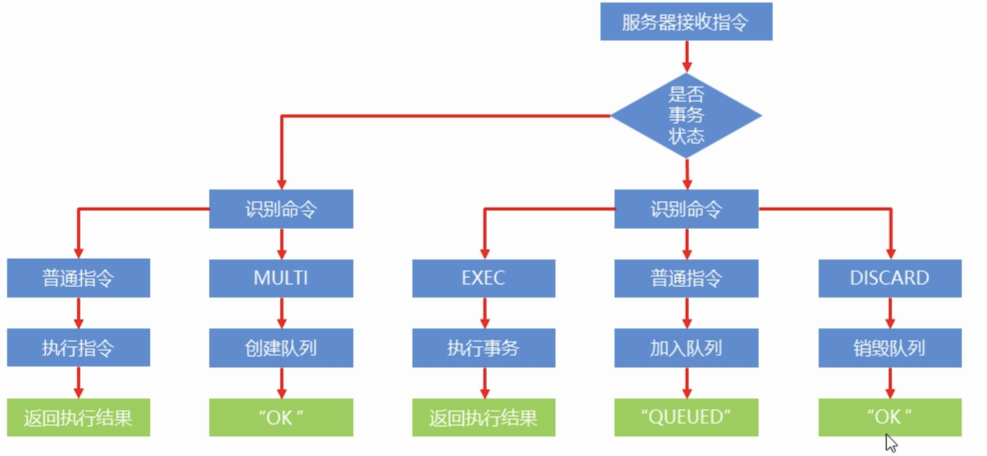 服务器接收指令
是否
事务
状态
识别命令
识别命令
普通指令
MULTI
EXEC
普通指令
DISCARD
执行指令
创建队列
执行事务
加入队列
销毁队列
返回执行结果
“OK ”
返回执行结果
“QUEUED”
“OK ”